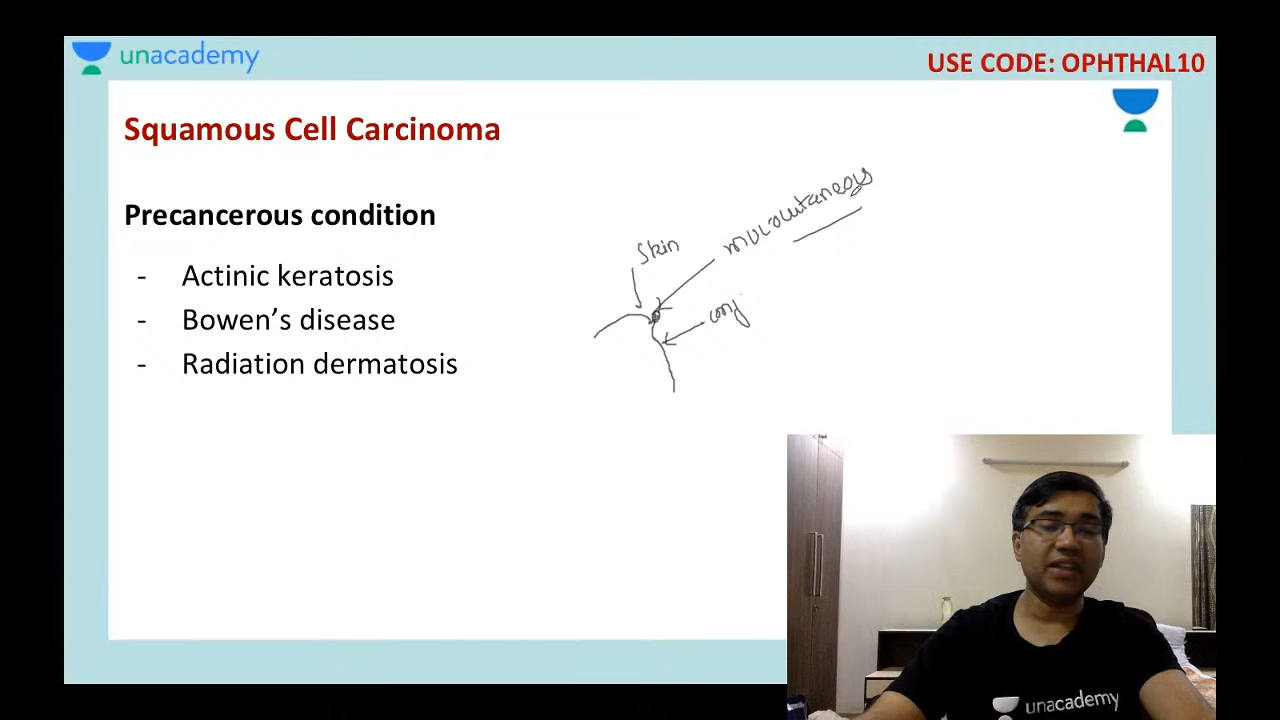 unacademy
USE CODE: OPHTHAL10
Squamous Cell Carcinoma
Precancerous condition
- Actinic keratosis
- Bowen's disease
- Radiation dermatosis
mucocutaneous
Skin
conj
unacademy